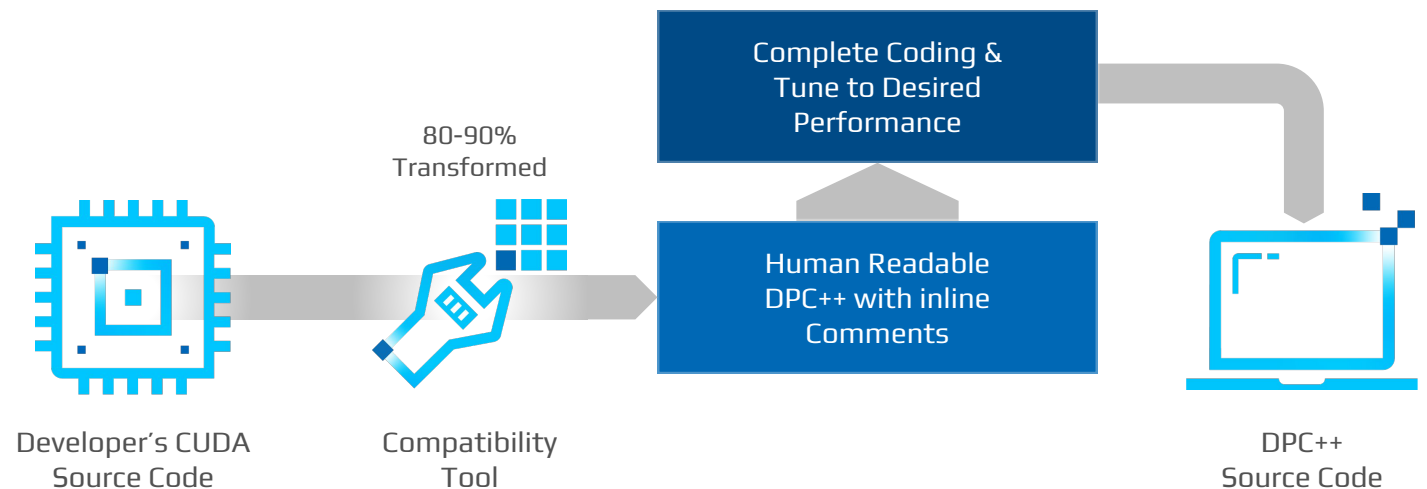 Complete Coding &
Tune to Desired
Performance
80-90%
Transformed
Human Readable
DPC++ with inline
Comments
Developer’s CUDA
Source Code
Compatibility
Tool
DPC++
Source Code